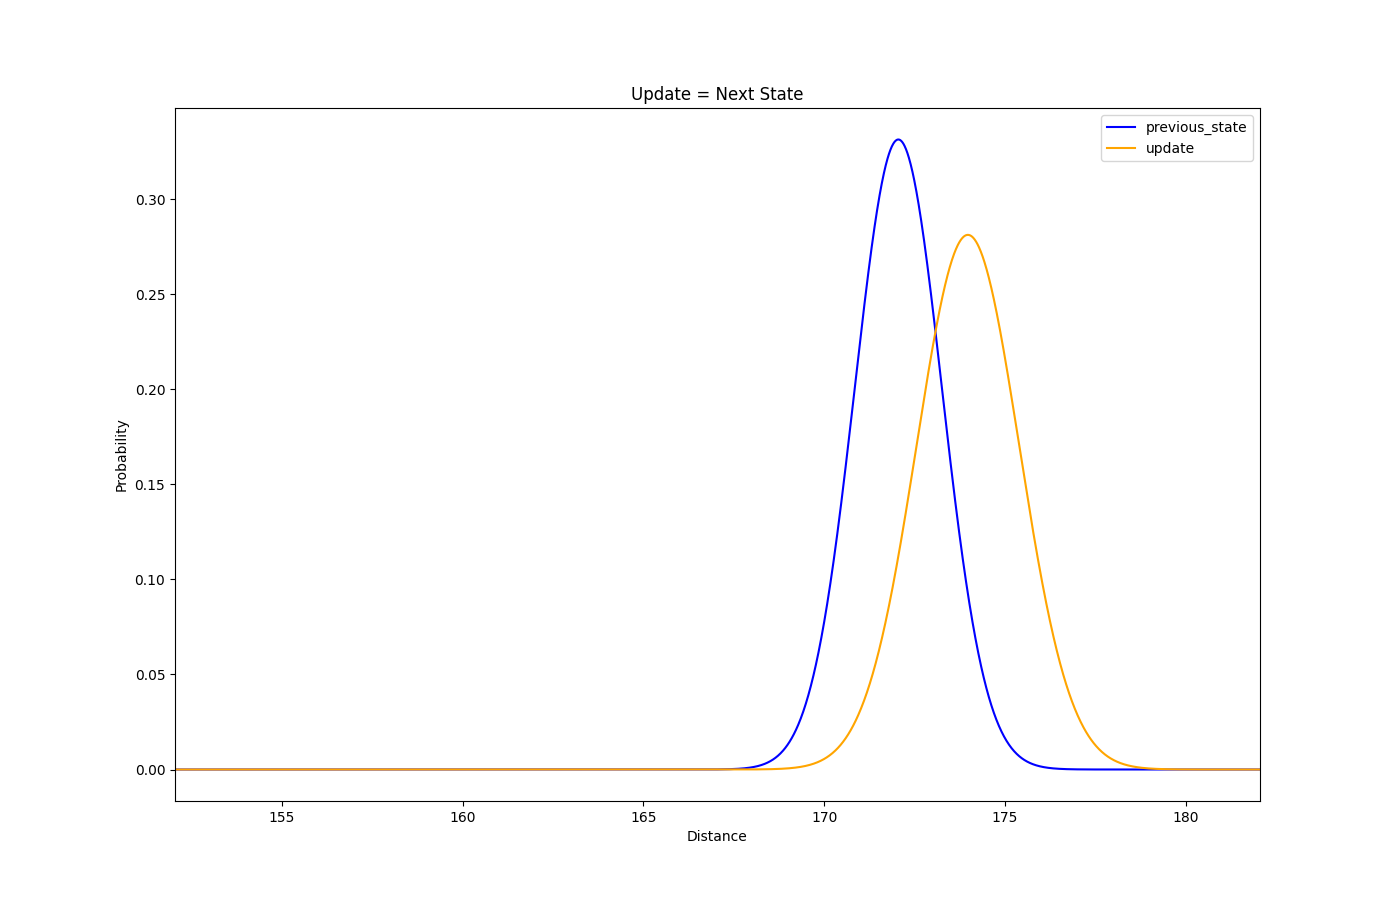 Update = Next State
previous_state
update
0.30
0.25
0.20
0.15
0.10
0.05
0.00
Probability
155 160 165 170 175 180
Distance